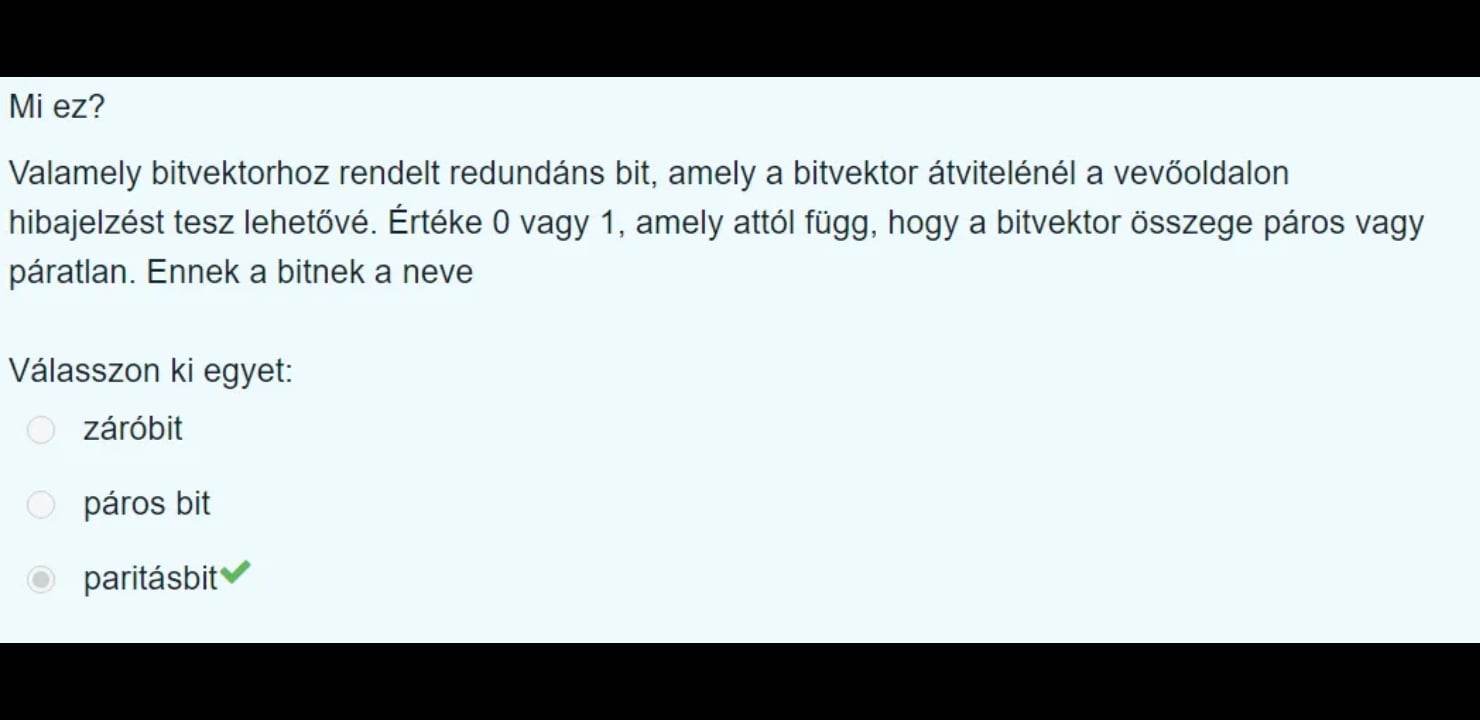 Mi ez?
Valamely bitvektorhoz rendelt redundáns bit, amely a bitvektor átvitelénél a vevőoldalon
hibajelzést tesz lehetővé. Értéke 0 vagy 1, amely attól függ, hogy a bitvektor összege páros vagy
páratlan. Ennek a bitnek a neve
Válasszon ki egyet:
záróbit
páros bit
paritásbit